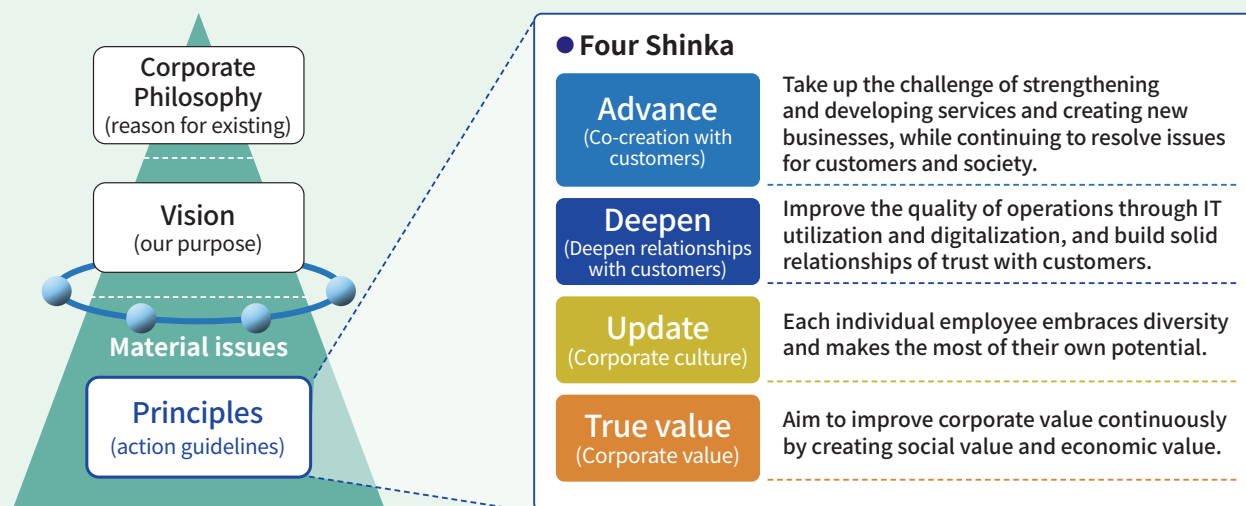 Corporate
Philosophy
(reason for existing)
Vision
(our purpose)
Material issues
Principles
(action guidelines)
● Four Shinka
Advance
(Co-creation with
customers)
Take up the challenge of strengthening
and developing services and creating new
businesses, while continuing to resolve issues
for customers and society.
Deepen
(Deepen relationships
with customers)
Improve the quality of operations through IT
utilization and digitalization, and build solid
relationships of trust with customers.
Update
(Corporate culture)
Each individual employee embraces diversity
and makes the most of their own potential.
True value
(Corporate value)
Aim to improve corporate value continuously
by creating social value and economic value.